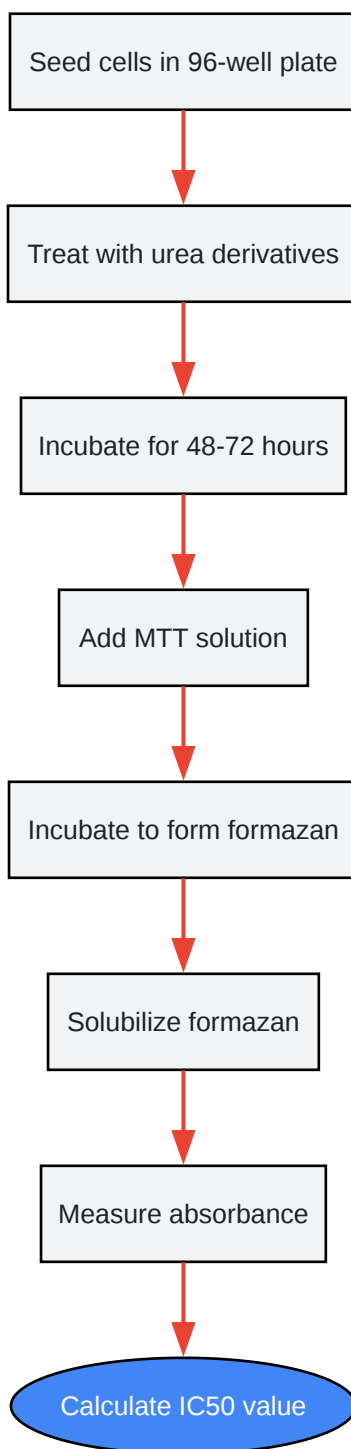 Seed cells in 96-well plate
Treat with urea derivatives
Incubate for 48-72 hours
Add MTT solution
Incubate to form formazan
Solubilize formazan
Measure absorbance
Calculate IC50 value